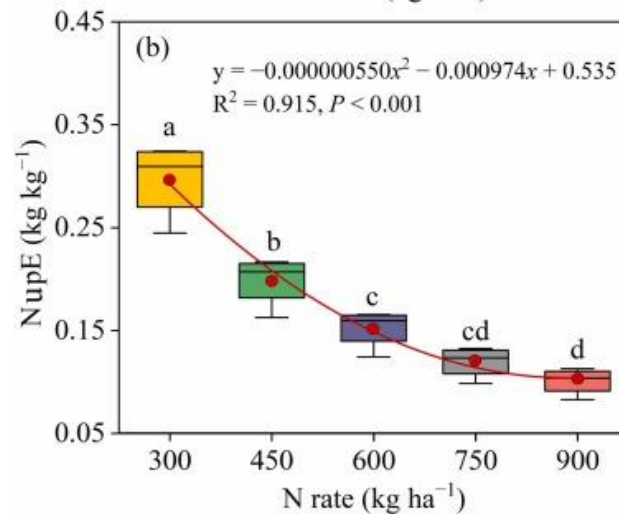 (b)
y = −0.000000550x² − 0.000974x + 0.535
R² = 0.915, P < 0.001
0.45
0.35
0.25
0.15
0.05
NupE (kg kg⁻¹)
a
b
c
cd
d
300 450 600 750 900
N rate (kg ha⁻¹)